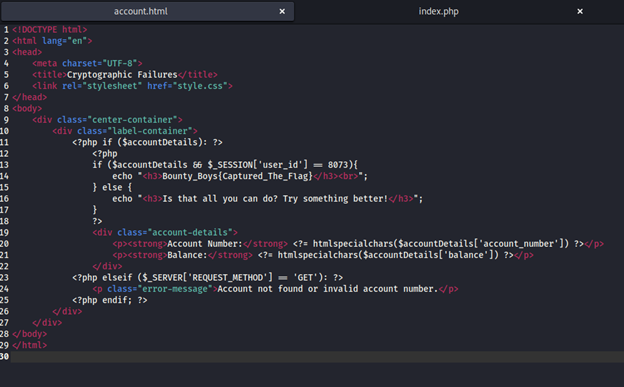 account.html × index.php ×
1 <!DOCTYPE html>
2 <html lang="en">
3 <head>
4     <meta charset="UTF-8">
5     <title>Cryptographic Failures</title>
6     <link rel="stylesheet" href="style.css">
7 </head>
8 <body>
9     <div class="center-container">
10         <div class="label-container">
11             <?php if ($accountDetails): ?>
12                 <?php
13                 if ($accountDetails && $_SESSION['user_id'] == 8073){
14                     echo "<h3>Bounty_Boys{Captured_The_Flag}</h3><br>";
15                 } else {
16                     echo "<h3>Is that all you can do? Try something better!</h3>";
17                 }
18                 ?>
19                 <div class="account-details">
20                     <p><strong>Account Number:</strong> <?= htmlspecialchars($accountDetails['account_number']) ?></p>
21                     <p><strong>Balance:</strong> <?= htmlspecialchars($accountDetails['balance']) ?></p>
22                 </div>
23             <?php elseif ($_SERVER['REQUEST_METHOD'] == 'GET'): ?>
24                 <p class="error-message">Account not found or invalid account number.</p>
25             <?php endif; ?>
26         </div>
27     </div>
28 </body>
29 </html>
30